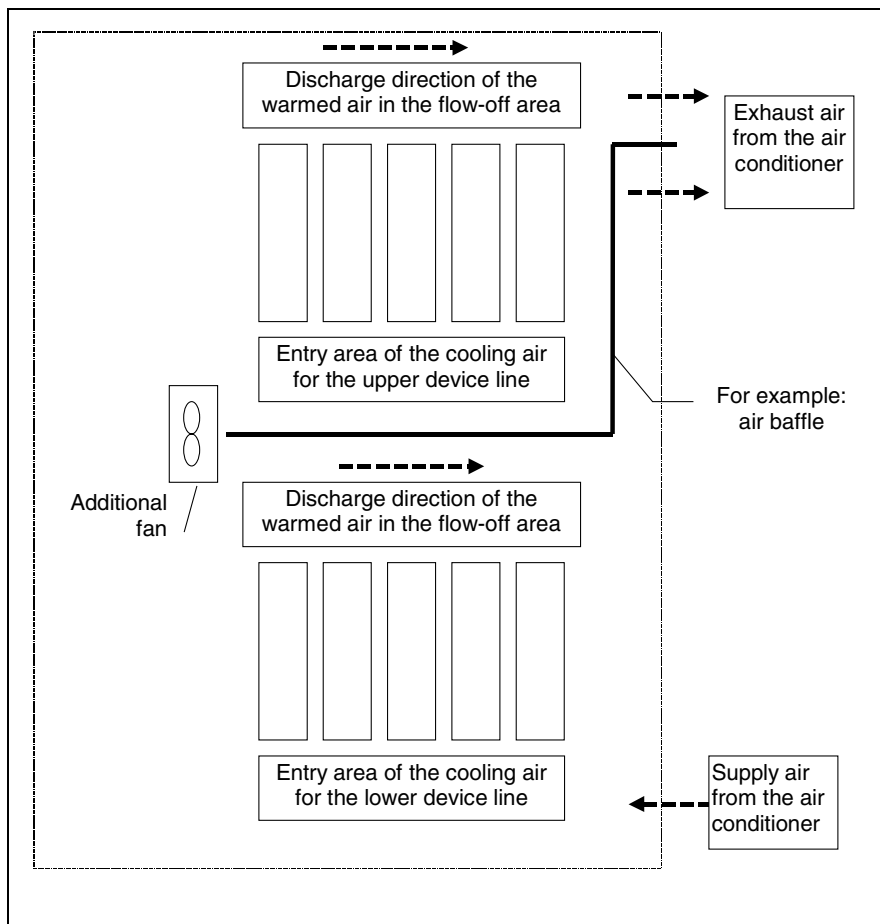 Discharge direction of the
warmed air in the flow-off area
Exhaust air
from the air
conditioner
Entry area of the cooling air
for the upper device line
For example:
air baffle
Additional
fan
Discharge direction of the
warmed air in the flow-off area
Entry area of the cooling air
for the lower device line
Supply air
from the air
conditioner